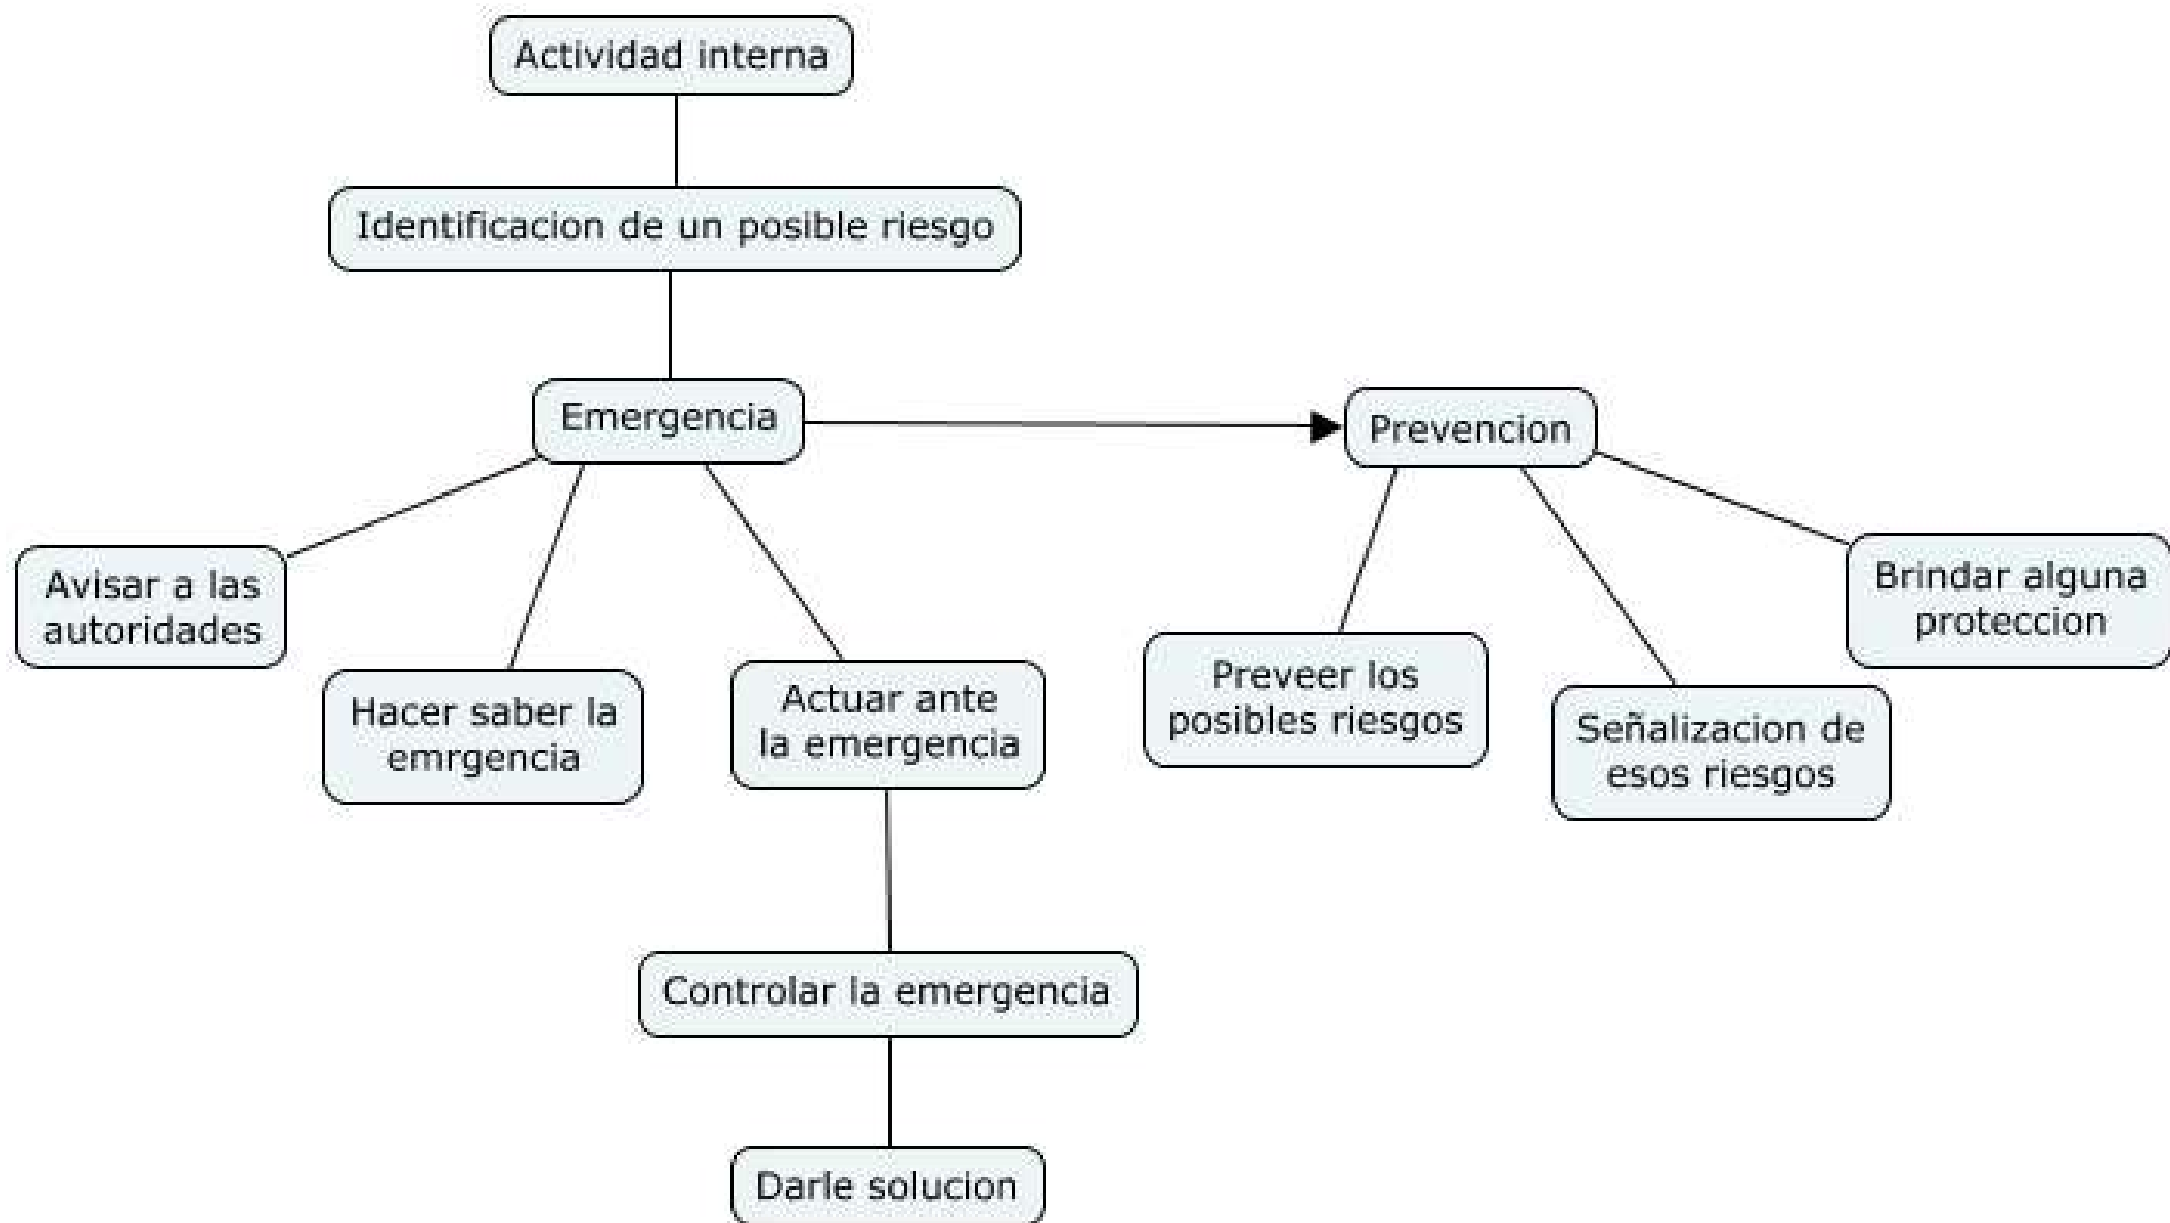 Actividad interna
Identificacion de un posible riesgo
Emergencia
Prevencion
Avisar a las
autoridades
Hacer saber la
emrgencia
Actuar ante
la emergencia
Preveer los
posibles riesgos
Señalizacion de
esos riesgos
Brindar alguna
proteccion
Controlar la emergencia
Darle solucion